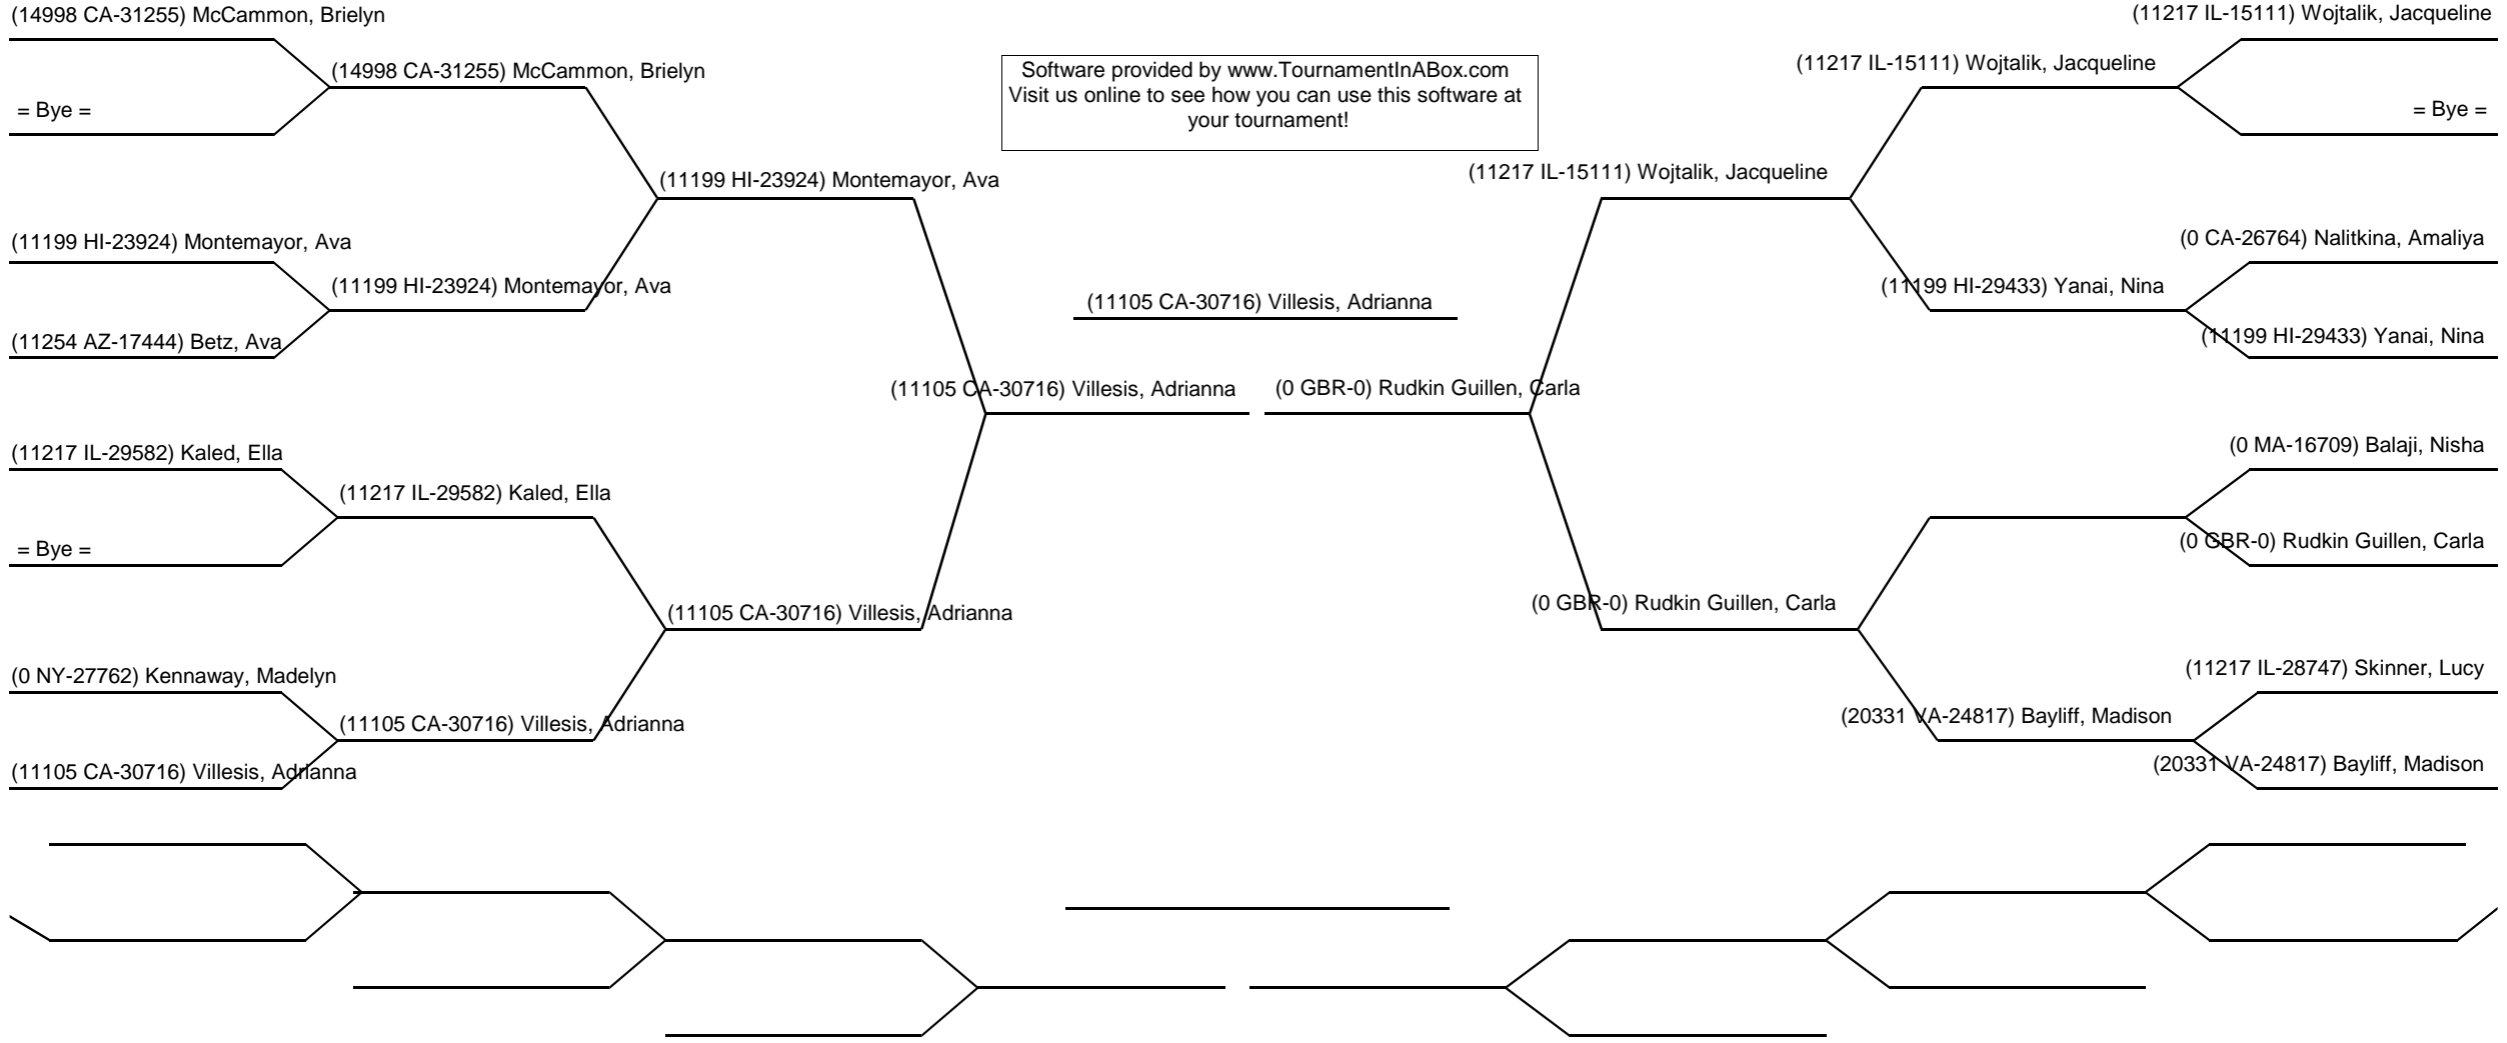 (14998 CA-31255) McCammon, Brielyn
(11217 IL-15111) Wojtalik, Jacqueline
(14998 CA-31255) McCammon, Brielyn
Software provided by www.TournamentInABox.com
Visit us online to see how you can use this software at
your tournament!
(11217 IL-15111) Wojtalik, Jacqueline
= Bye =
= Bye =
(11199 HI-23924) Montemayor, Ava
(11217 IL-15111) Wojtalik, Jacqueline
(11199 HI-23924) Montemayor, Ava
(0 CA-26764) Nalitkina, Amaliya
(11199 HI-23924) Montemayor, Ava
(11105 CA-30716) Villesis, Adrianna
(11199 HI-29433) Yanai, Nina
(11254 AZ-17444) Betz, Ava
(11199 HI-29433) Yanai, Nina
(11105 CA-30716) Villesis, Adrianna
(0 GBR-0) Rudkin Guillen, Carla
(11217 IL-29582) Kaled, Ella
(0 MA-16709) Balaji, Nisha
(11217 IL-29582) Kaled, Ella
= Bye =
(0 GBR-0) Rudkin Guillen, Carla
(11105 CA-30716) Villesis, Adrianna
(0 GBR-0) Rudkin Guillen, Carla
(0 NY-27762) Kennaway, Madelyn
(11217 IL-28747) Skinner, Lucy
(11105 CA-30716) Villesis, Adrianna
(20331 VA-24817) Bayliff, Madison
(11105 CA-30716) Villesis, Adrianna
(20331 VA-24817) Bayliff, Madison